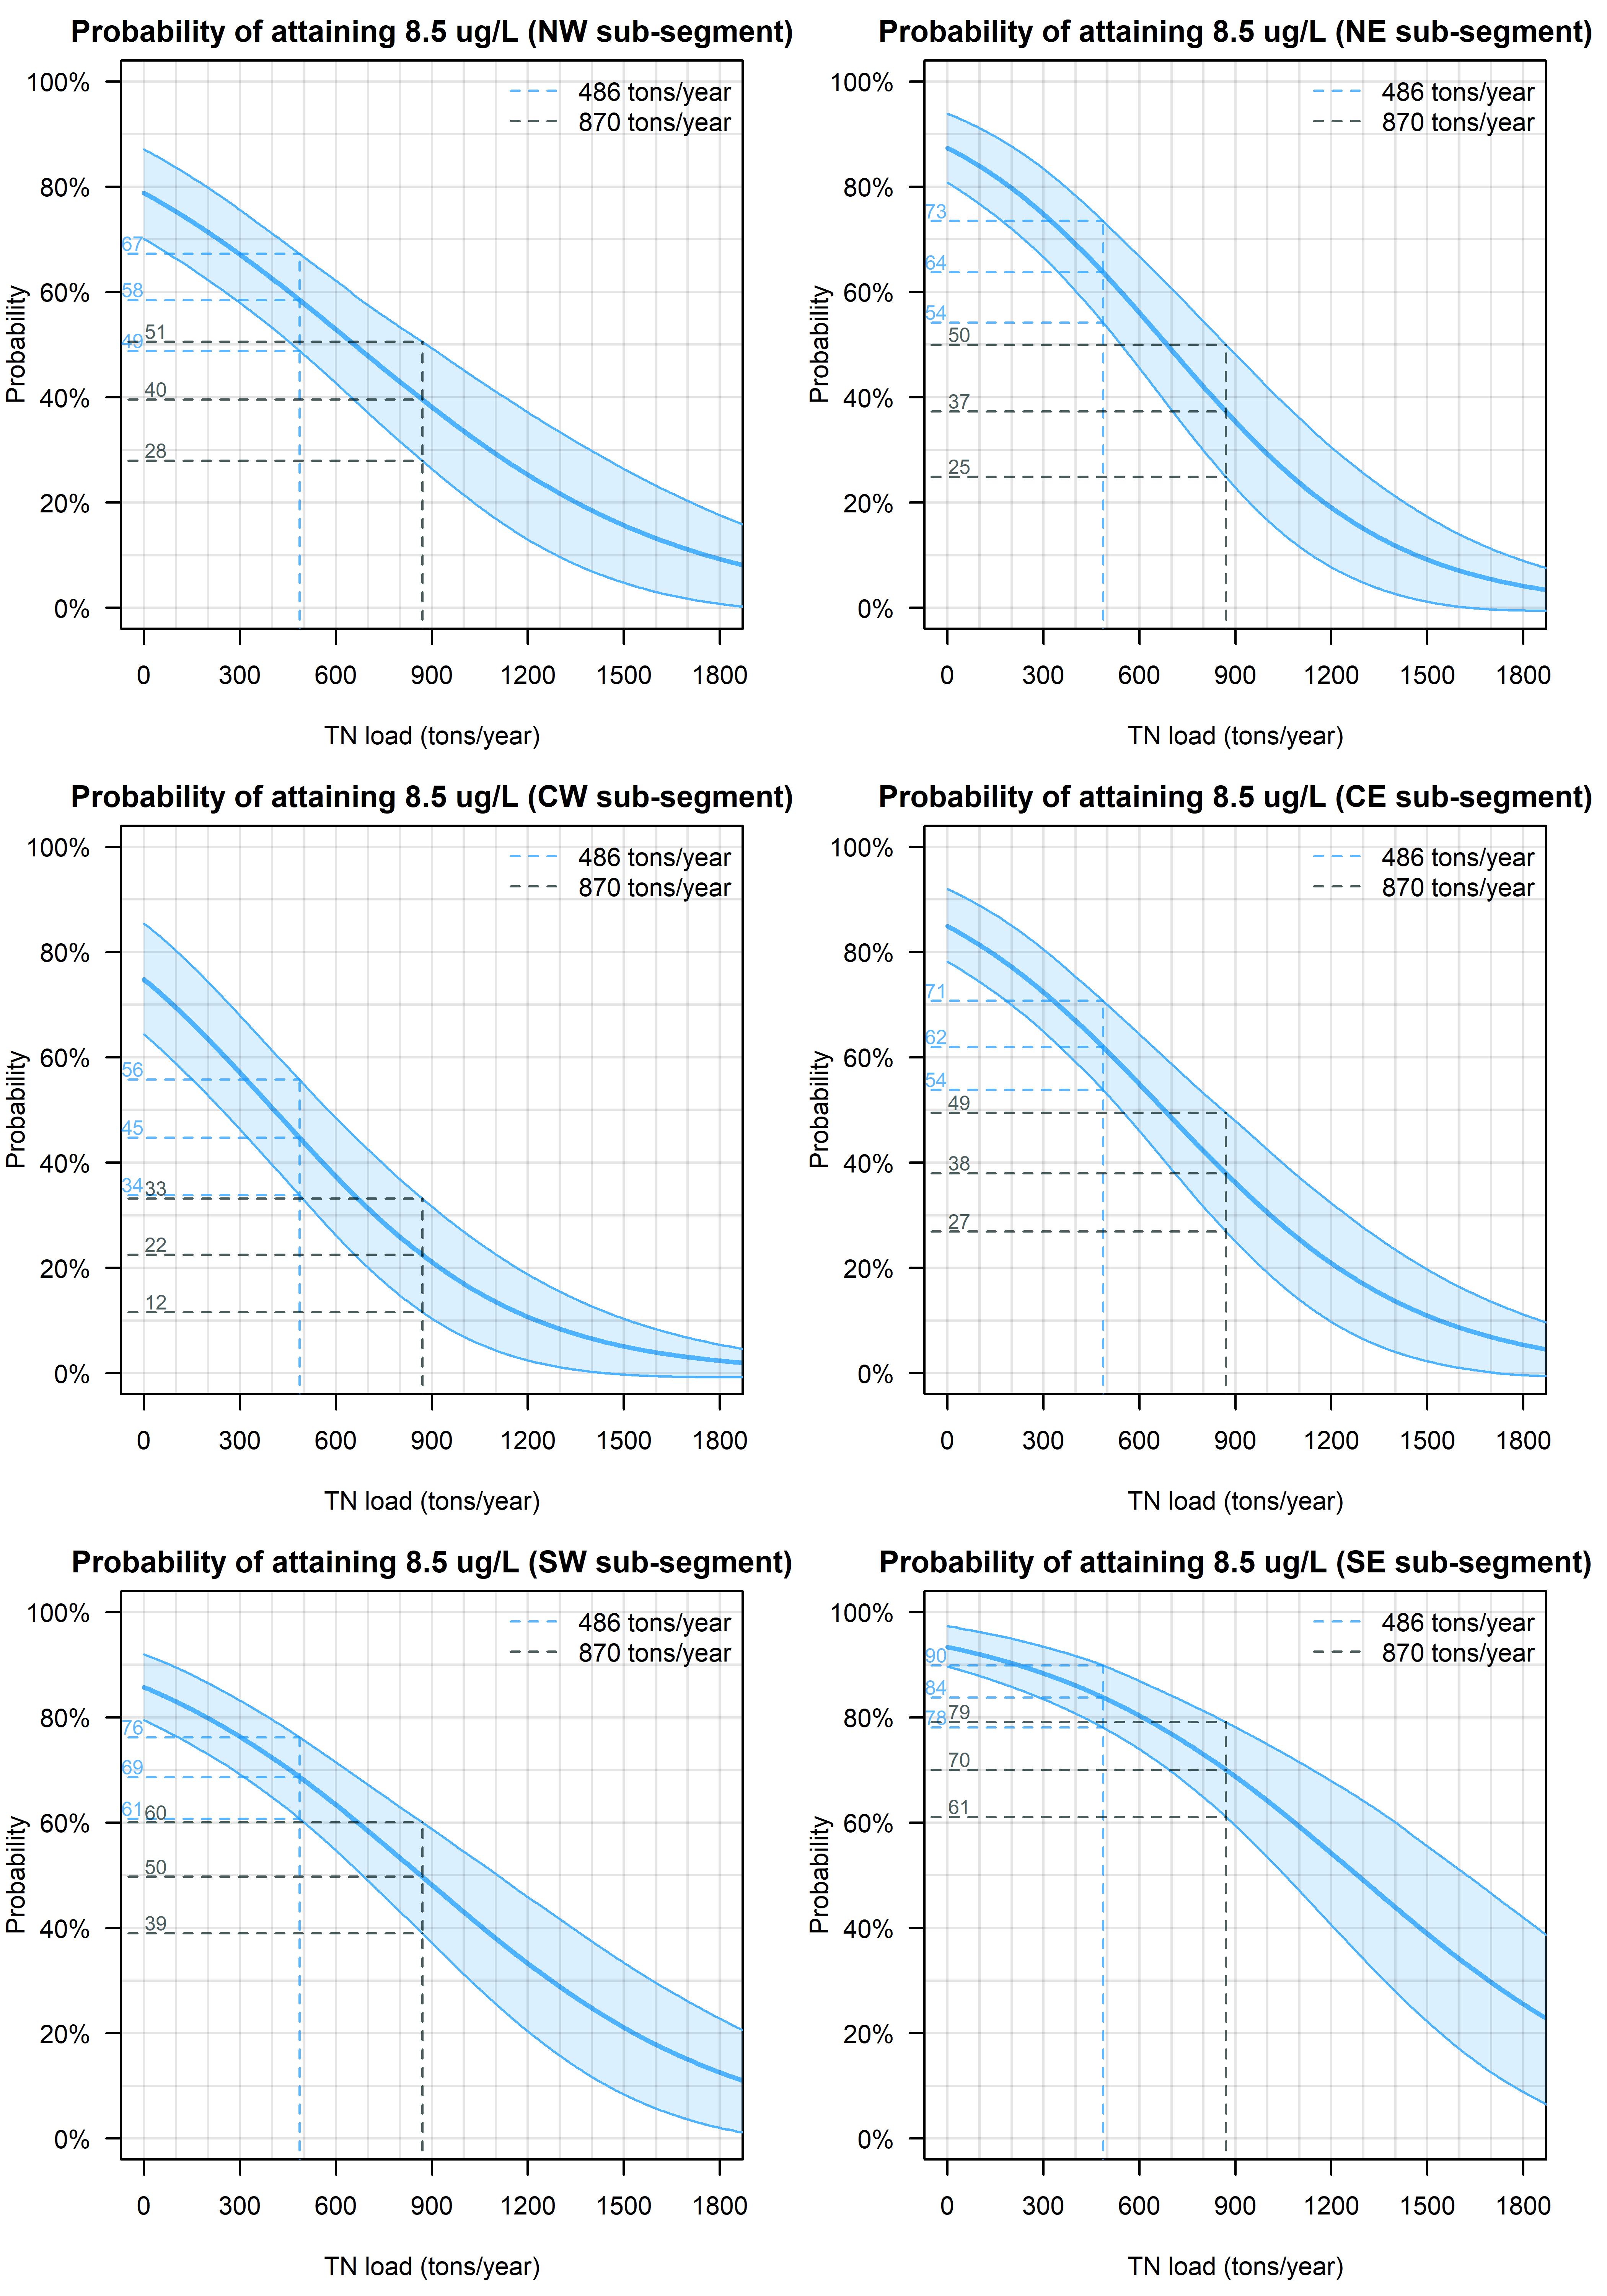 Probability of attaining 8.5 ug/L (NW sub-segment)
100%
80%
60%
40%
20%
0%
Probability
486 tons/year
870 tons/year
67
58
49
51
40
28
0 300 600 900 1200 1500 1800
TN load (tons/year)
Probability of attaining 8.5 ug/L (NE sub-segment)
100%
80%
60%
40%
20%
0%
Probability
486 tons/year
870 tons/year
73
64
54
50
37
25
0 300 600 900 1200 1500 1800
TN load (tons/year)
Probability of attaining 8.5 ug/L (CW sub-segment)
100%
80%
60%
40%
20%
0%
Probability
486 tons/year
870 tons/year
56
45
34
33
22
12
0 300 600 900 1200 1500 1800
TN load (tons/year)
Probability of attaining 8.5 ug/L (CE sub-segment)
100%
80%
60%
40%
20%
0%
Probability
486 tons/year
870 tons/year
71
62
54
49
38
27
0 300 600 900 1200 1500 1800
TN load (tons/year)
Probability of attaining 8.5 ug/L (SW sub-segment)
100%
80%
60%
40%
20%
0%
Probability
486 tons/year
870 tons/year
76
69
61
60
50
39
0 300 600 900 1200 1500 1800
TN load (tons/year)
Probability of attaining 8.5 ug/L (SE sub-segment)
100%
80%
60%
40%
20%
0%
Probability
486 tons/year
870 tons/year
90
84
78
79
70
61
0 300 600 900 1200 1500 1800
TN load (tons/year)